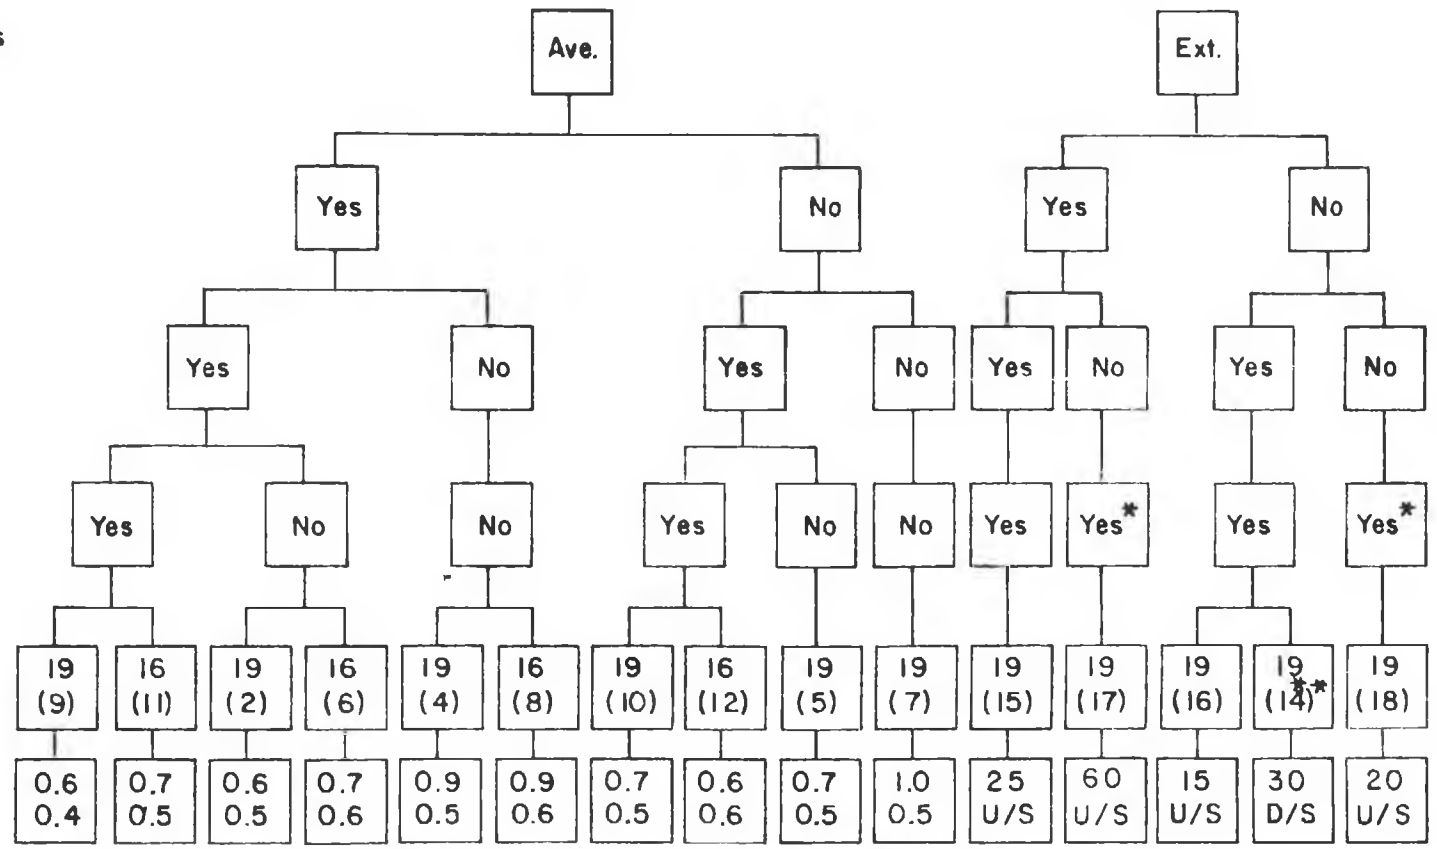 s
Ave. Ext.
Yes No Yes No
Yes No Yes No Yes No Yes No
Yes No No Yes No No Yes Yes* Yes Yes*
19 16 19 16 19 16 19 16 19 19 19 19 19 19 19
(9) (11) (2) (6) (4) (8) (10) (12) (5) (7) (15) (17) (16) (14)** (18)
0.6 0.7 0.6 0.7 0.9 0.9 0.7 0.6 0.7 1.0 25 60 15 30 20
0.4 0.5 0.5 0.6 0.5 0.6 0.5 0.6 0.5 0.5 U/S U/S U/S D/S U/S